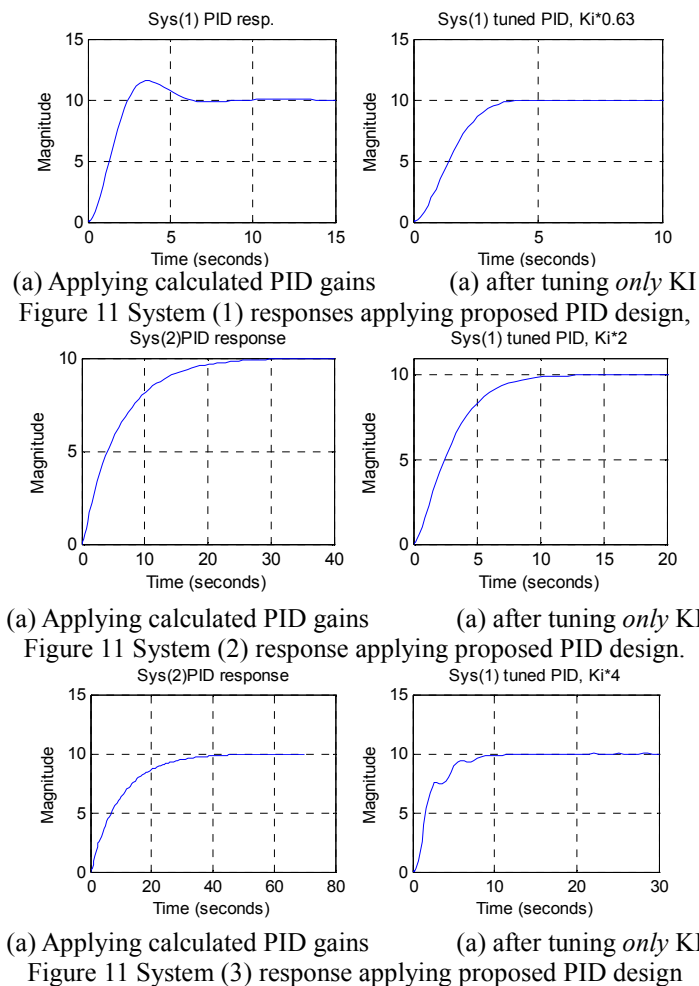 Sys(1) PID resp.
Sys(1) tuned PID, Ki*0.63
15
10
5
0
Magnitude
0 5 10 15
Time (seconds)
15
10
5
0
Magnitude
0 5 10
Time (seconds)
(a) Applying calculated PID gains (a) after tuning only KI
Figure 11 System (1) responses applying proposed PID design,
Sys(2)PID response
Sys(1) tuned PID, Ki*2
10
5
0
Magnitude
0 10 20 30 40
Time (seconds)
10
5
0
Magnitude
0 5 10 15 20
Time (seconds)
(a) Applying calculated PID gains (a) after tuning only KI
Figure 11 System (2) response applying proposed PID design.
Sys(2)PID response
Sys(1) tuned PID, Ki*4
15
10
5
0
Magnitude
0 20 40 60 80
Time (seconds)
15
10
5
0
Magnitude
0 10 20 30
Time (seconds)
(a) Applying calculated PID gains (a) after tuning only KI
Figure 11 System (3) response applying proposed PID design